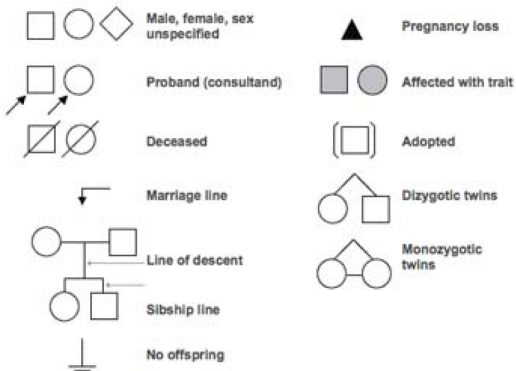 Male, female, sex
unspecified
Proband (consultand)
Deceased
Marriage line
Line of descent
Sibship line
No offspring
Pregnancy loss
Affected with trait
Adopted
Dizygotic twins
Monozygotic
twins